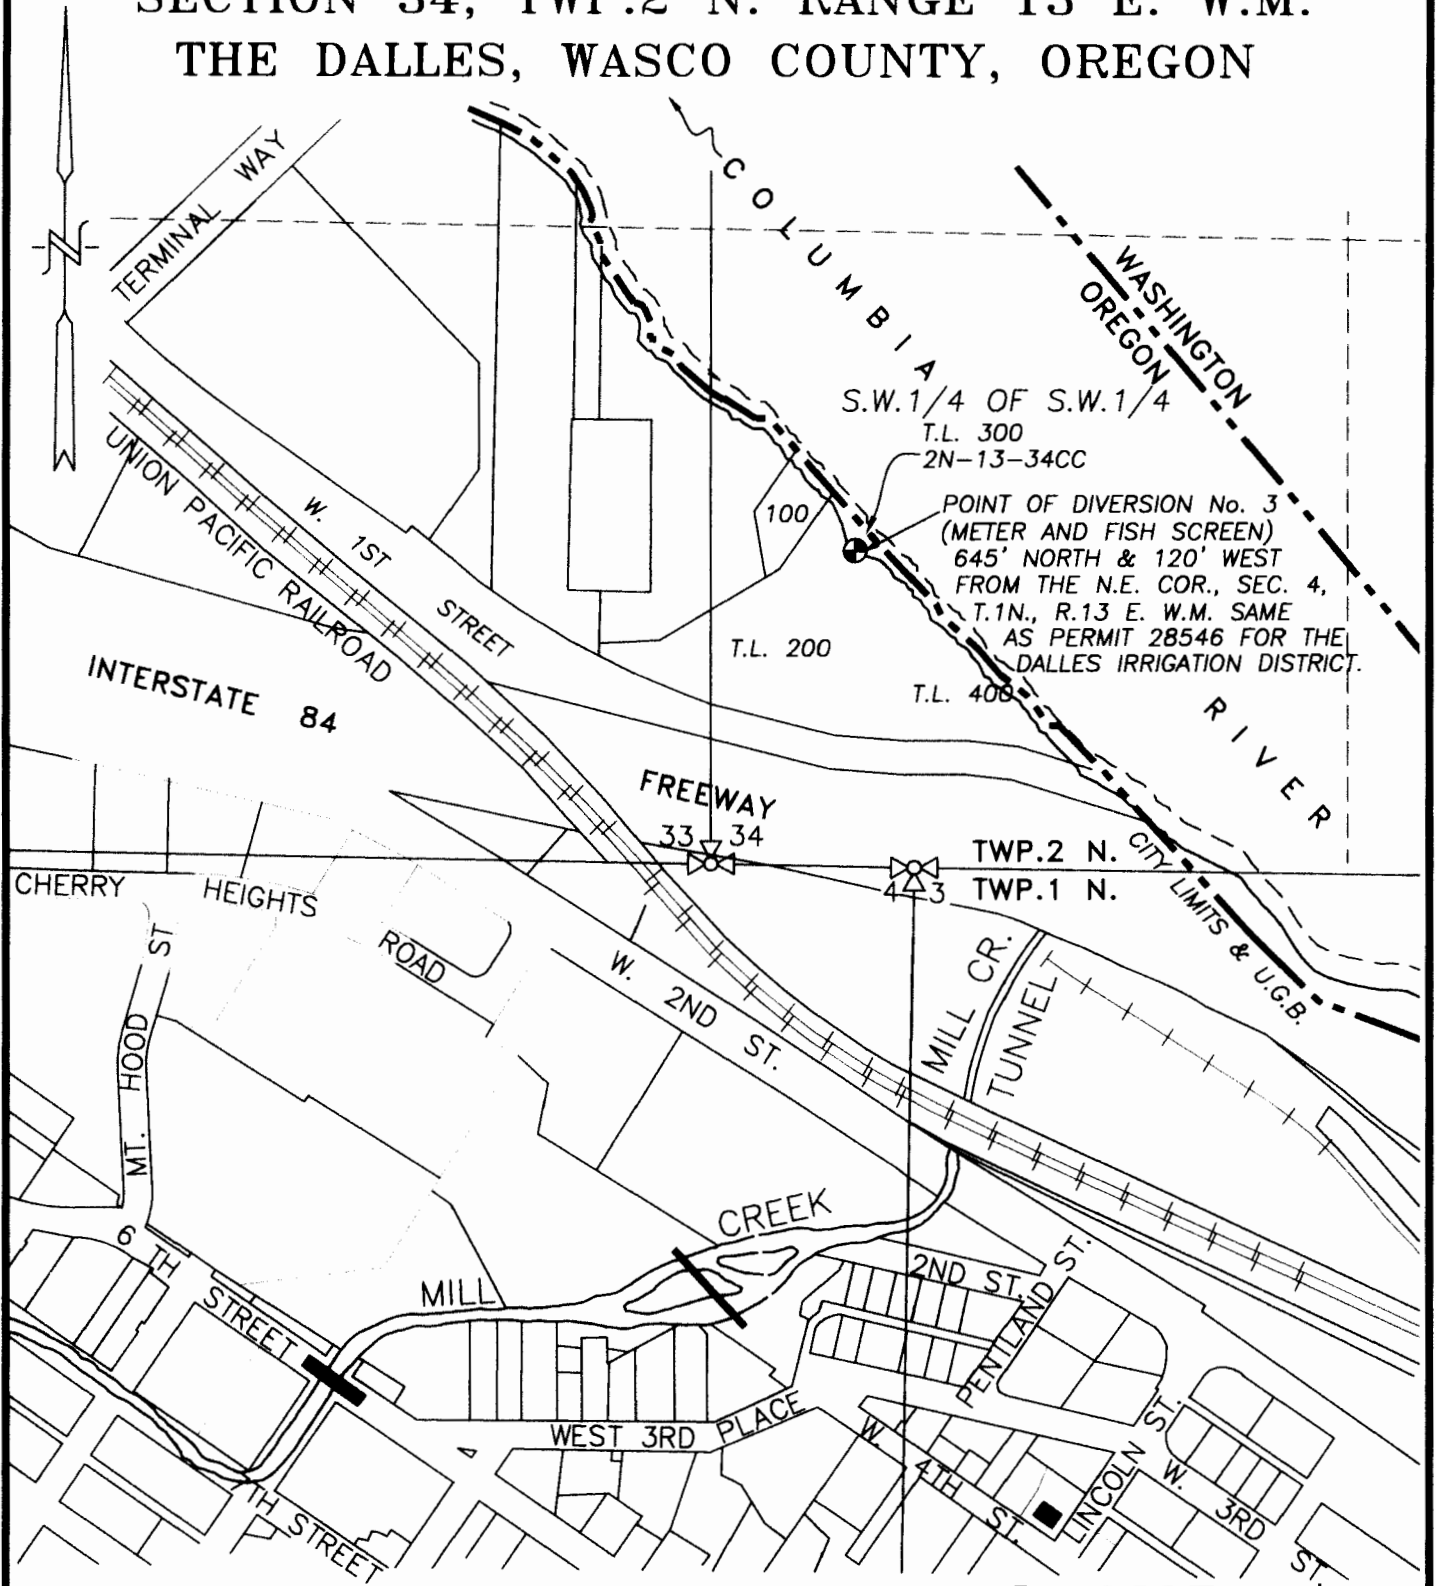 SECTION 34, TWP.2 N. RANGE 13 E. W.M.
THE DALLES, WASCO COUNTY, OREGON
TERMINAL WAY
N
COLUMBIA
WASHINGTON
OREGON
S.W.1/4 OF S.W.1/4
T.L. 300
2N-13-34CC
UNION PACIFIC RAILROAD
W. 1ST STREET
100
POINT OF DIVERSION No. 3
(METER AND FISH SCREEN)
645' NORTH & 120' WEST
FROM THE N.E. COR., SEC. 4,
T.1N., R.13 E. W.M. SAME
AS PERMIT 28546 FOR THE
DALLES IRRIGATION DISTRICT.
T.L. 200
T.L. 400
INTERSTATE 84
RIVER
FREEWAY
33 34
TWP.2 N.
4 3 TWP.1 N.
CITY LIMITS & U.G.B.
CHERRY HEIGHTS
ROAD
MT. HOOD ST
W. 2ND ST.
MILL CR.
TUNNEL
CREEK
MILL
6 TH STREET
2ND ST.
PENTLAND ST.
WEST 3RD PLACE
W. 4TH ST.
LINCOLN ST.
W. 3RD ST.
TH STREET